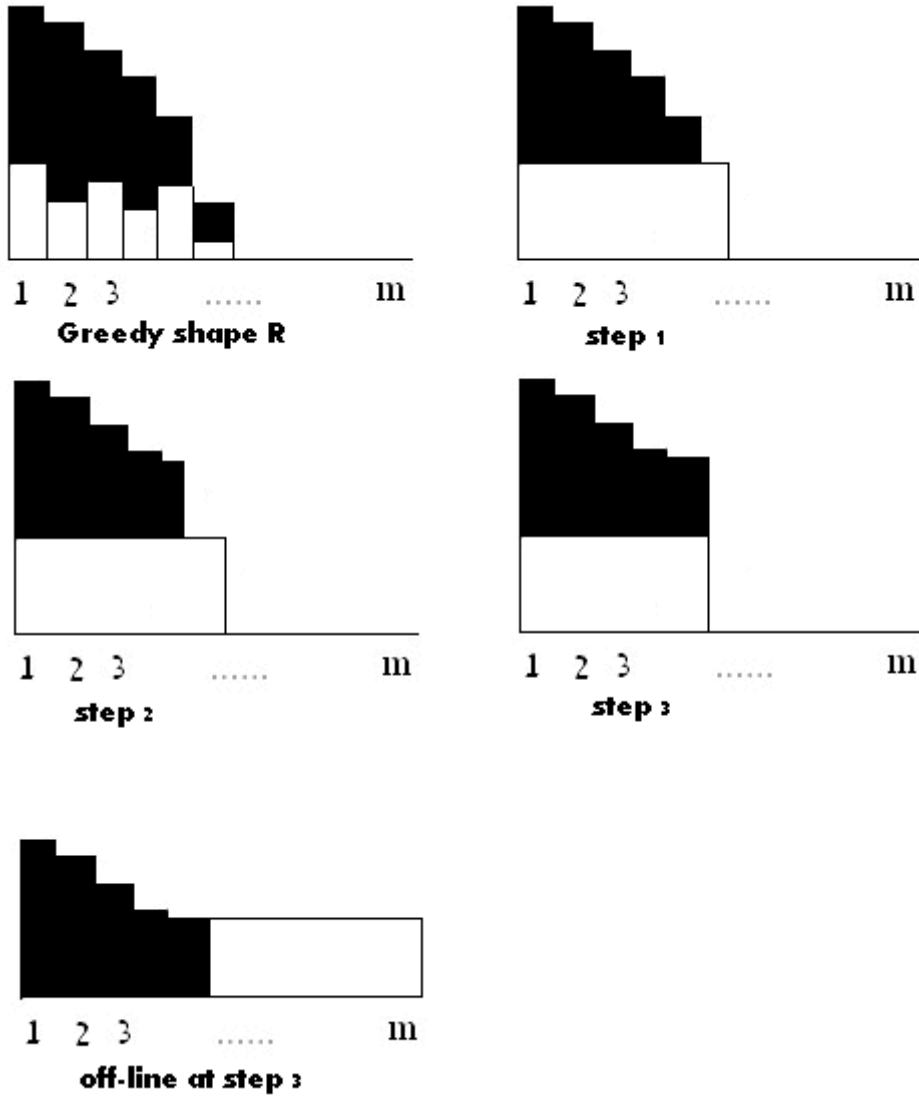 1 2 3 ...... m
Greedy shape R
1 2 3 ...... m
step 1
1 2 3 ...... m
step 2
1 2 3 ...... m
step 3
1 2 3 ...... m
off-line at step 3